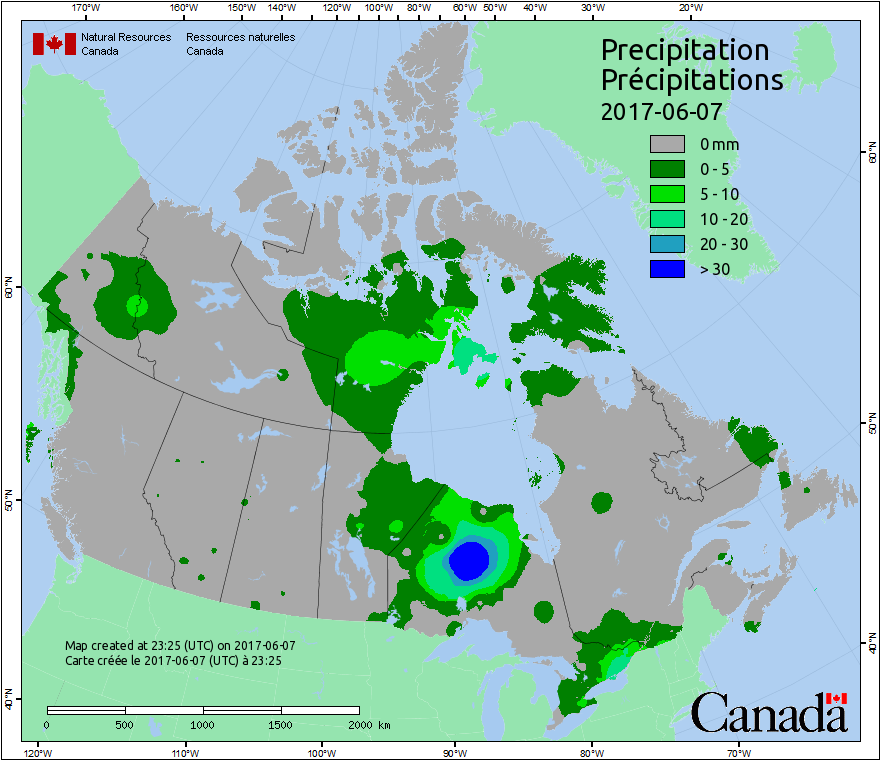 170°W 160°W 150°W 140°W 130°W 120°W 110°W 100°W 90°W 80°W 70°W 60°W 50°W 40°W 30°W 20°W
Natural Resources Ressources naturelles
Canada Canada
Precipitation
Précipitations
2017-06-07
0 mm
0 - 5
5 - 10
10 - 20
20 - 30
> 30
60°N
60°N
50°N
50°N
40°N
40°N
Map created at 23:25 (UTC) on 2017-06-07
Carte créée le 2017-06-07 (UTC) à 23:25
0 500 1000 1500 2000 km
Canada
120°W 110°W 100°W 90°W 80°W 70°W